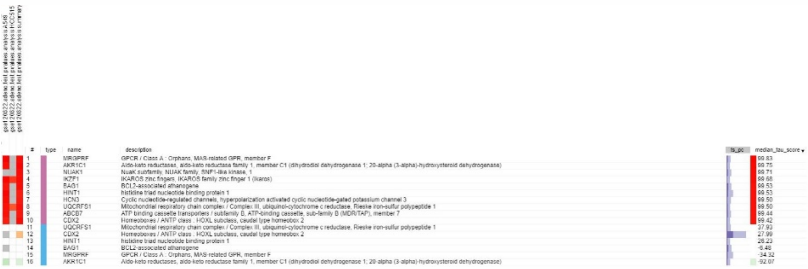 # type name description ts_pc median_tau_score
1 MRGPRF GPCR / Class A : Orphans, MAS-related GPR, member F 99.83
2 AKR1C1 Aldo-keto reductases, aldo-keto reductase family 1, member C1 (dihydrodiol dehydrogenase 1; 20-alpha (3-alpha)-hydroxysteroid dehydrogenase) 99.75
3 NUAK1 NuaK subfamily, NUAK family, SNF1-like kinase, 1
4 IKZF1 IKAROS zinc fingers, IKAROS family zinc finger 1 (Ikaros) 99.68
5 BAG1 BCL2-associated athanogene 99.53
6 HINT1 histidine triad nucleotide binding protein 1 99.53
7 HCN3 Cyclic nucleotide-regulated channels, hyperpolarization activated cyclic nucleotide-gated potassium channel 3 99.50
8 UQCRFS1 Mitochondrial respiratory chain complex / Complex III, ubiquinol-cytochrome c reductase, Rieske iron-sulfur polypeptide 1 99.50
9 ABCB7 ATP binding cassette transporters / subfamily B, ATP-binding cassette, sub-family B (MDR/TAP), member 7 99.44
10 CDX2 Homeoboxes / ANTP class : HOXL subclass, caudal type homeobox 2 99.42
11 UQCRFS1 Mitochondrial respiratory chain complex / Complex III, ubiquinol-cytochrome c reductase, Rieske iron-sulfur polypeptide 1 37.93
12 CDX2 Homeoboxes / ANTP class : HOXL subclass, caudal type homeobox 2 27.99
13 HINT1 histidine triad nucleotide binding protein 1 26.23
14 BAG1 BCL2-associated athanogene -6.48
15 MRGPRF GPCR / Class A : Orphans, MAS-related GPR, member F -34.32
16 AKR1C1 Aldo-keto reductases, aldo-keto reductase family 1, member C1 (dihydrodiol dehydrogenase 1; 20-alpha (3-alpha)-hydroxysteroid dehydrogenase) -92.07